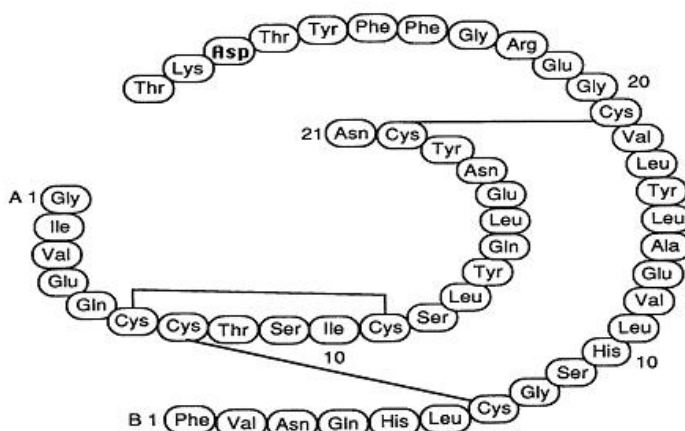 Thr Lys Asp Thr Tyr Phe Phe Gly Arg Glu Gly
20
Cys
21 Asn Cys Tyr Asn Glu Leu Gln Tyr Leu Ser
Val Leu Tyr Leu Ala Glu Val Leu His
10
A 1 Gly
Ile
Val
Glu
Gln
Cys Cys Thr Ser Ile Cys
10
B 1 Phe Val Asn Gln His Leu Cys Gly Ser